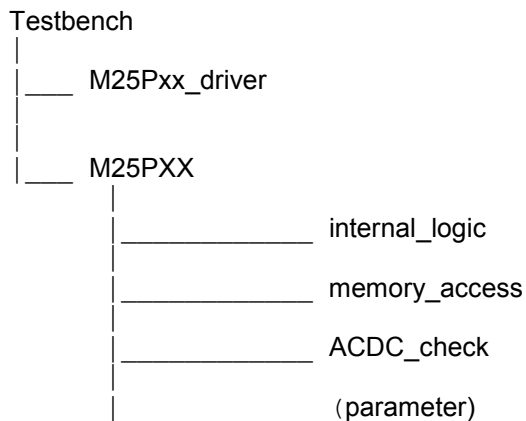 Testbench
M25Pxx_driver
M25PXX
internal_logic
memory_access
ACDC_check
(parameter)